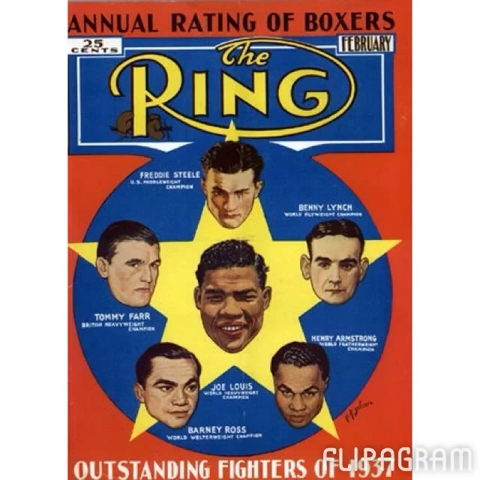 ANNUAL RATING OF BOXERS
25
CENTS
FEBRUARY
The
RING
FREDDIE STEELE
U.S. MIDDLEWEIGHT
CHAMPION
BENNY LYNCH
WORLD FLYWEIGHT CHAMPION
TOMMY FARR
BRITISH HEAVYWEIGHT
CHAMPION
HENRY ARMSTRONG
WORLD FEATHERWEIGHT
CHAMPION
JOE LOUIS
WORLD HEAVYWEIGHT
CHAMPION
BARNEY ROSS
WORLD WELTERWEIGHT CHAMPION
OUTSTANDING FIGHTERS OF 1937
FLIPAGRAM